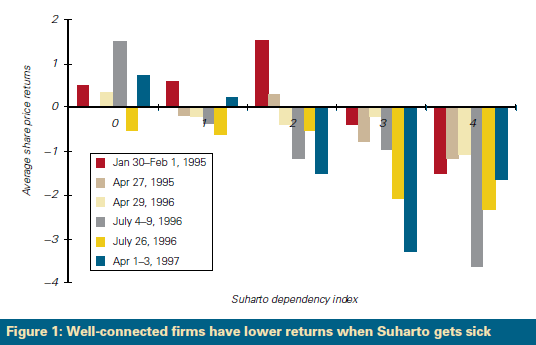 2
1
0
–1
–2
–3
–4
Average share price returns
0 1 2 3 4
Jan 30–Feb 1, 1995
Apr 27, 1995
Apr 29, 1996
July 4–9, 1996
July 26, 1996
Apr 1–3, 1997
Suharto dependency index
Figure 1: Well-connected firms have lower returns when Suharto gets sick